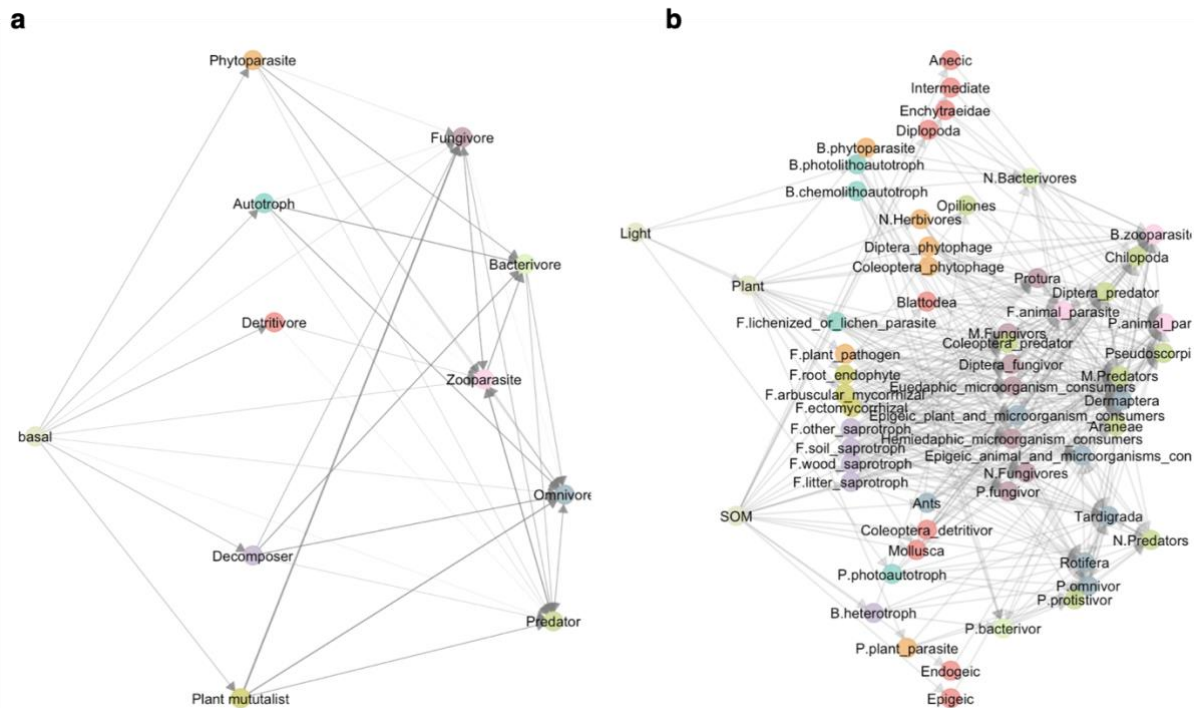 a
Phytoparasite
Fungivore
Autotroph
Bacterivore
Detritivore
Zooparasite
basal
Omnivore
Decomposer
Predator
Plant mututalist
b
Anecic
Intermediate
Enchytraeidae
Diplopoda
B.phytoparasite
B.photolithoautotroph
N.Bacterivores
B.chemolithoautotroph
Opiliones
N.Herbivores
Light
B.zooparasit
Diptera_phytophage
Chilopoda
Coleoptera_phytophage
Protura
Plant
Diptera_predator
Blattodea
F.animal_parasite
F.lichenized_or_lichen_parasite
P.animal_par
M.Fungivors
Coleoptera_predator
F.plant_pathogen
Pseudoscorpi
Diptera_fungivor
F.root_endophyte
M.Predators
Euedaphic_microorganism_consumers
F.arbuscular_mycorrhizal
Dermaptera
F.ectomycorrhizal
Epigeic_plant_and_microorganism_consumers
Araneae
F.other_saprotroph
Hemiedaphic_microorganism_consumers
F.soil_saprotroph
Epigeic_animal_and_microorganisms_con
F.wood_saprotroph
N.Fungivores
F.litter_saprotroph
P.fungivor
Ants
SOM
Tardigrada
Coleoptera_detritivor
N.Predators
Mollusca
Rotifera
P.photoautotroph
P.omnivor
P.protistivor
B.heterotroph
P.bacterivor
P.plant_parasite
Endogeic
Epigeic